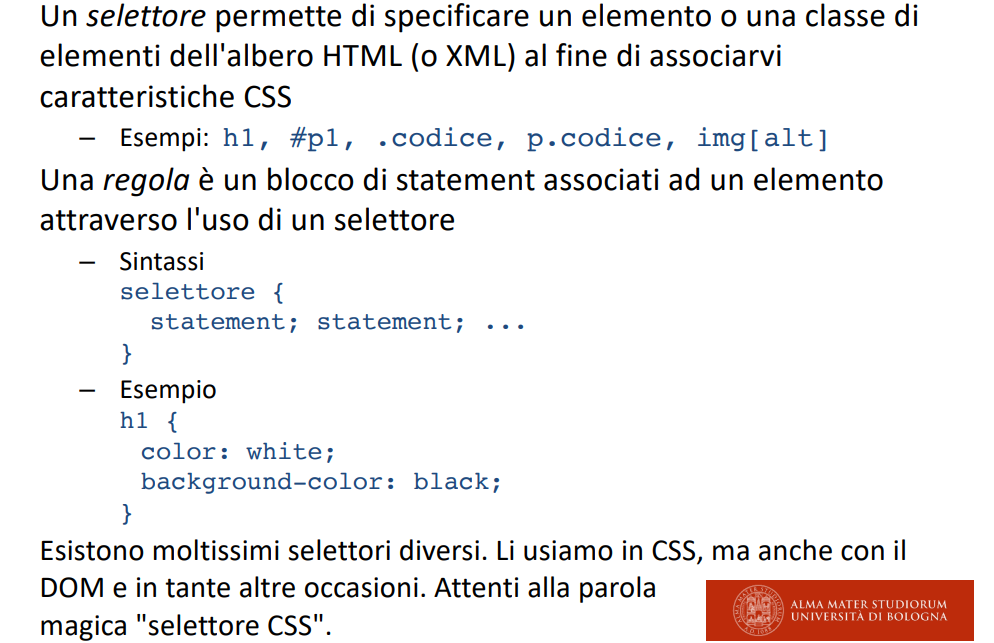 Un selettore permette di specificare un elemento o una classe di
elementi dell'albero HTML (o XML) al fine di associarvi
caratteristiche CSS
– Esempi: h1, #p1, .codice, p.codice, img[alt]
Una regola è un blocco di statement associati ad un elemento
attraverso l'uso di un selettore
– Sintassi
selettore {
statement; statement; ...
}
– Esempio
h1 {
color: white;
background-color: black;
}
Esistono moltissimi selettori diversi. Li usiamo in CSS, ma anche con il
DOM e in tante altre occasioni. Attenti alla parola
magica "selettore CSS".
ALMA MATER STUDIORUM
UNIVERSITÀ DI BOLOGNA